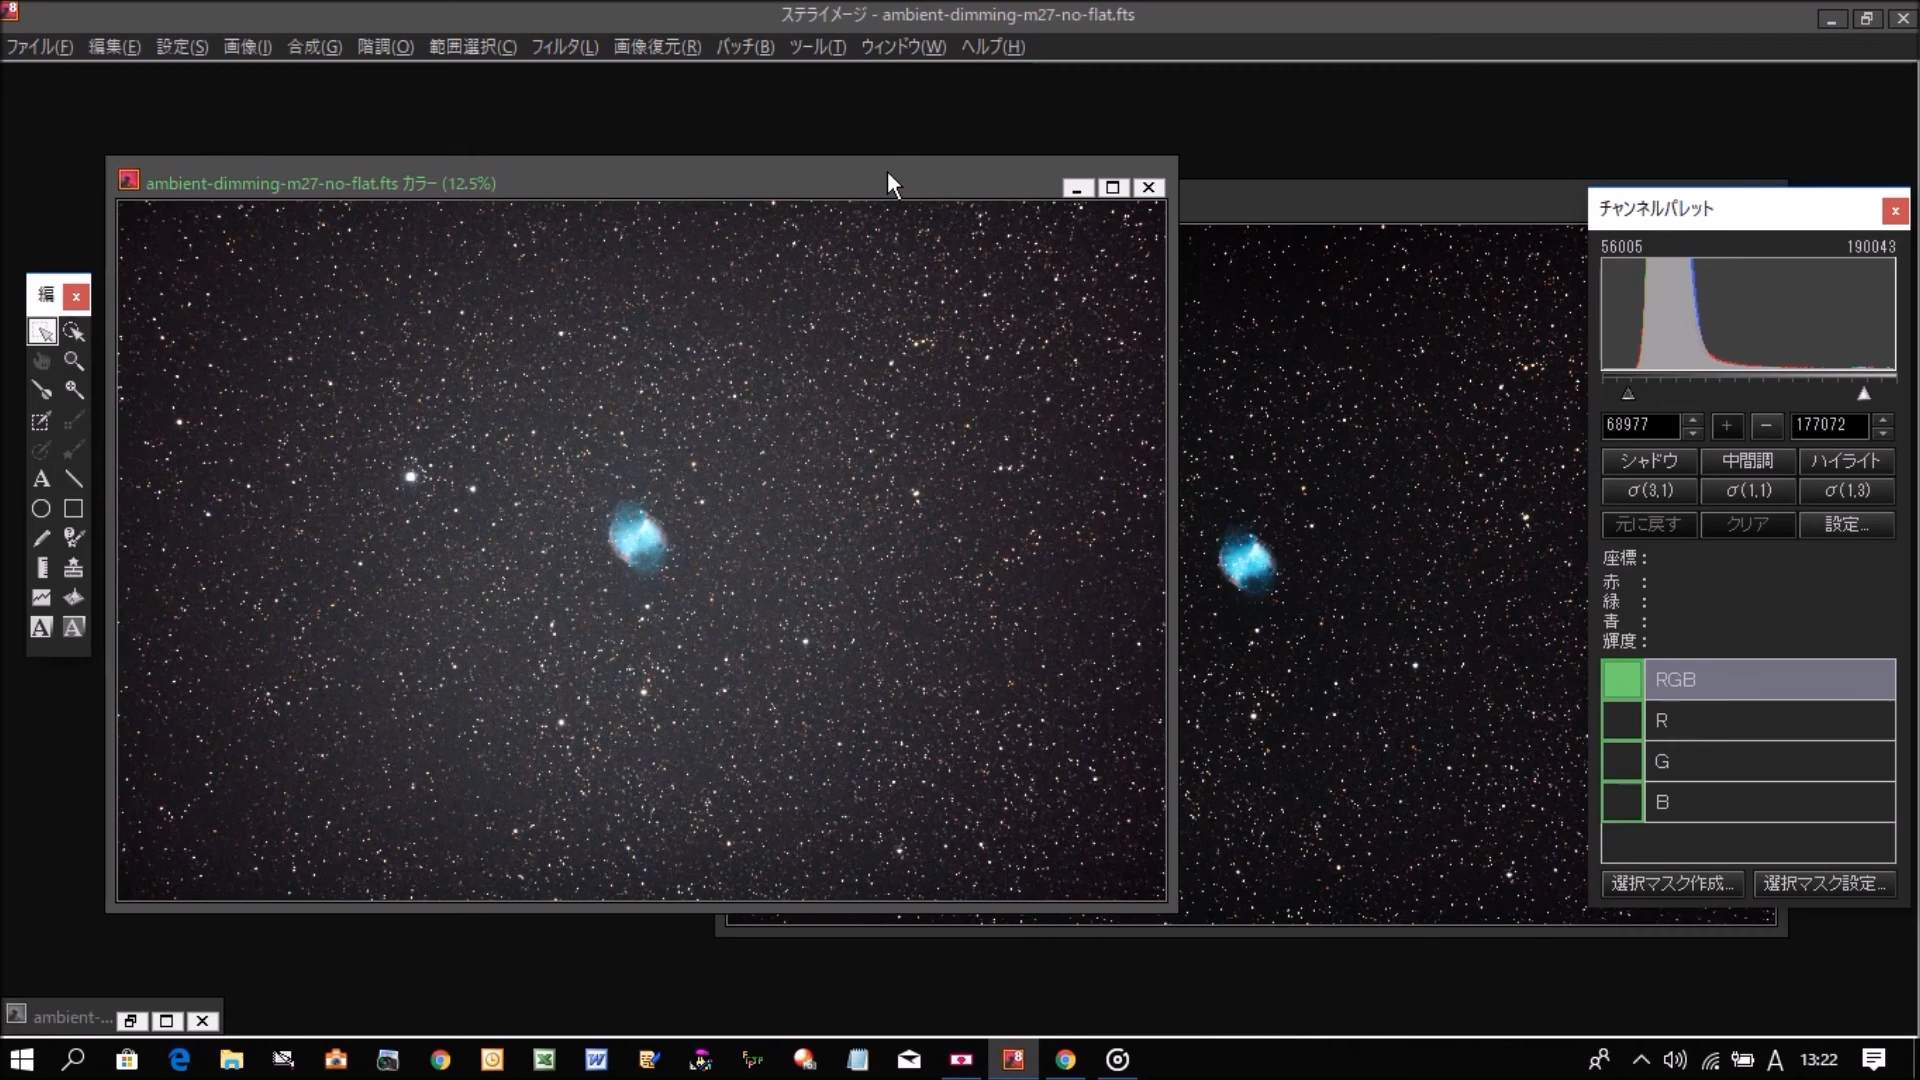 ステライメージ - ambient-dimming-m27-no-flat.fts
ファイル(F) 編集(E) 設定(S) 画像(I) 合成(G) 階調(O) 範囲選択(C) フィルタ(L) 画像復元(R) バッチ(B) ツール(T) ウィンドウ(W) ヘルプ(H)
ambient-dimming-m27-no-flat.fts カラー (12.5%)
編
チャンネルパレット
56005 190043
68977 + - 177072
シャドウ 中間調 ハイライト
σ(3,1) σ(1,1) σ(1,3)
元に戻す クリア 設定...
座標 :
赤 :
緑 :
青 :
輝度 :
RGB
R
G
B
選択マスク作成... 選択マスク設定...
ambient-...
A 13:22